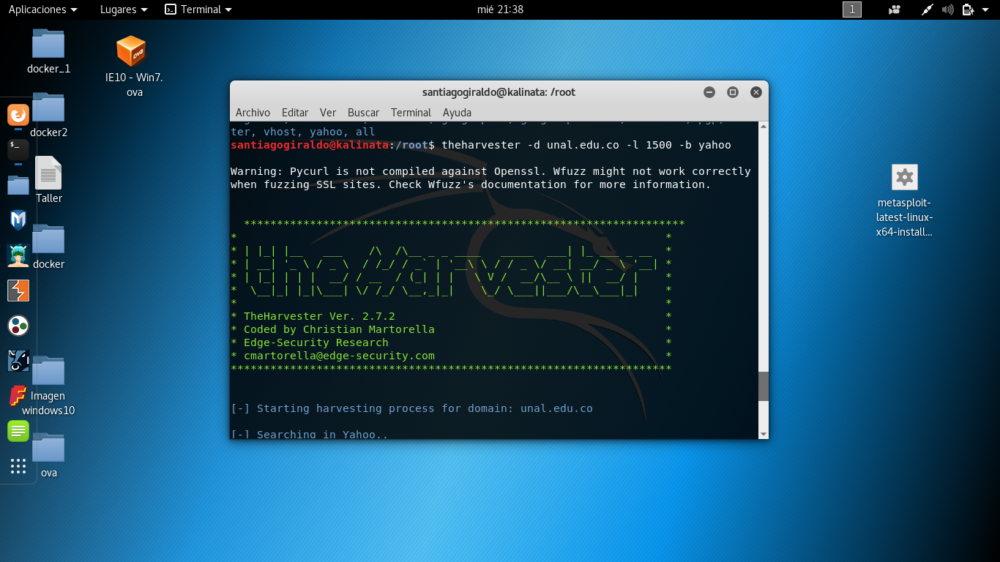 Aplicaciones Lugares Terminal mié 21:38 1
docker_1
IE10 - Win7.
ova
docker2
Taller
docker
Imagen
windows10
ova
metasploit-
latest-linux-
x64-install...
santiagogiraldo@kalinata: /root
Archivo Editar Ver Buscar Terminal Ayuda
ter, vhost, yahoo, all
santiagogiraldo@kalinata:/root$ theharvester -d unal.edu.co -l 1500 -b yahoo
Warning: Pycurl is not compiled against Openssl. Wfuzz might not work correctly
when fuzzing SSL sites. Check Wfuzz's documentation for more information.
*******************************************************************
* *
* | |_| |__ ___ /\ /\__ _ _ ____ _____ ___| |_ ___ _ __ *
* | __| '_ \ / _ \ / /_/ / _` | '__\ \ / / _ \/ __| __/ _ \ '__| *
* | |_| | | | __/ / __ / (_| | | \ V / __/\__ \ || __/ | *
* \__|_| |_|\___| \/ /_/ \__,_|_| \_/ \___||___/\__\___|_| *
* *
* TheHarvester Ver. 2.7.2 *
* Coded by Christian Martorella *
* Edge-Security Research *
* cmartorella@edge-security.com *
*******************************************************************
[-] Starting harvesting process for domain: unal.edu.co
[-] Searching in Yahoo..